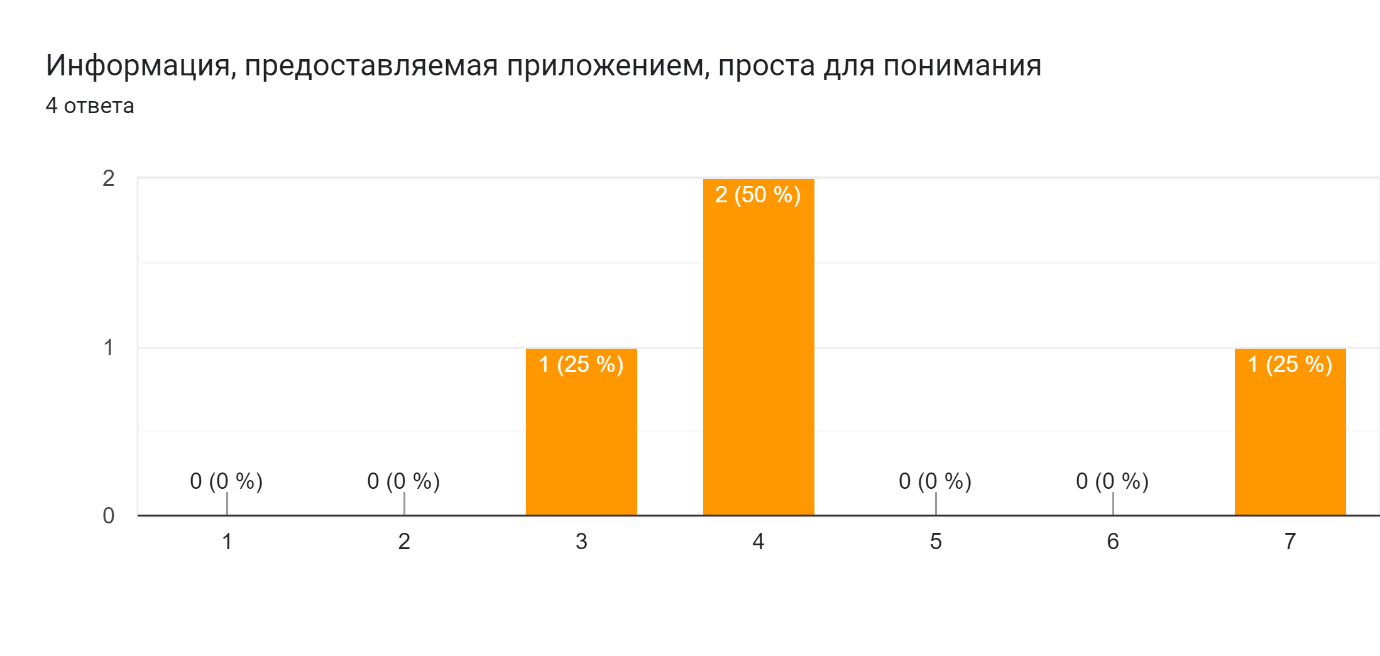 Информация, предоставляемая приложением, проста для понимания
4 ответа
2
2 (50 %)
1
1 (25 %)
1 (25 %)
0 (0 %)
0 (0 %)
0 (0 %)
0 (0 %)
0
1
2
3
4
5
6
7